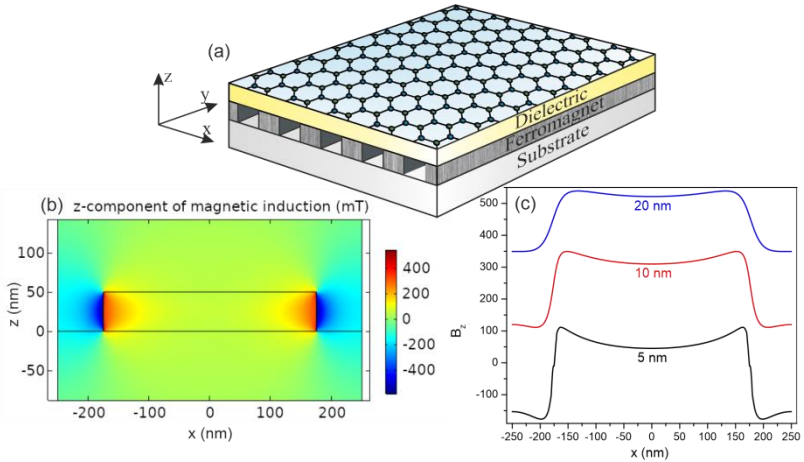 (a)
z
y
x
Dielectric
Ferromagnet
Substrate
(b) z-component of magnetic induction (mT)
100
50
0
-50
z (nm)
-200 -100 0 100 200
x (nm)
400
200
0
-200
-400
(c)
500
400
300
200
100
0
-100
B_z
20 nm
10 nm
5 nm
-250 -200 -150 -100 -50 0 50 100 150 200 250
x (nm)